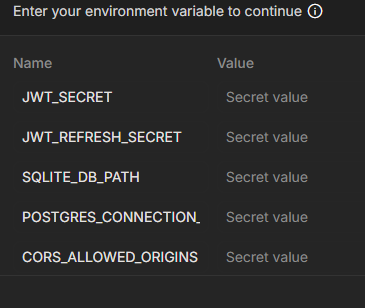 Enter your environment variable to continue
Name Value
JWT_SECRET Secret value
JWT_REFRESH_SECRET Secret value
SQLITE_DB_PATH Secret value
POSTGRES_CONNECTION_ Secret value
CORS_ALLOWED_ORIGINS Secret value